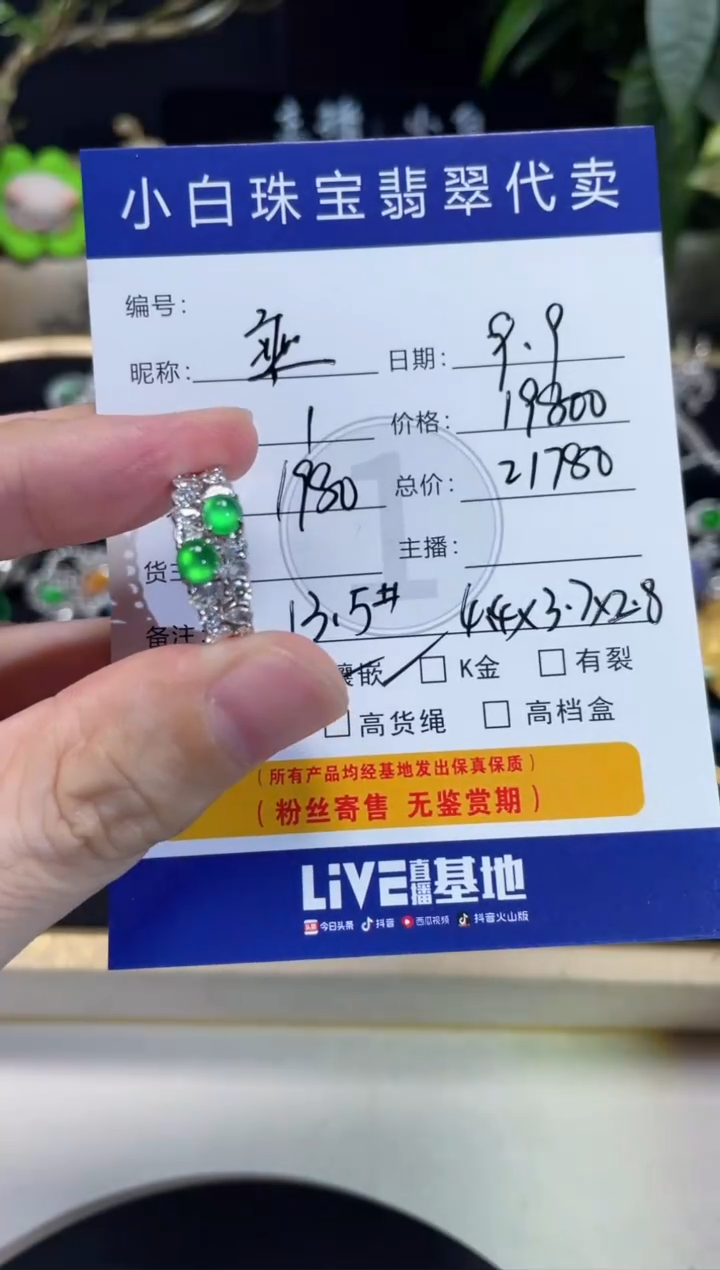 小白珠宝翡翠代卖
编号:
昵称: 日期: 9.9
1 价格: 19800
1980 总价: 21780
货主 主播:
备注: 13.5# 4.4x3.7x2.8
镶嵌 K金 有裂
高货绳 高档盒
(所有产品均经基地发出保真保质)
(粉丝寄售 无鉴赏期)
LiVE直播基地
头条 今日头条 抖音 西瓜视频 抖音火山版